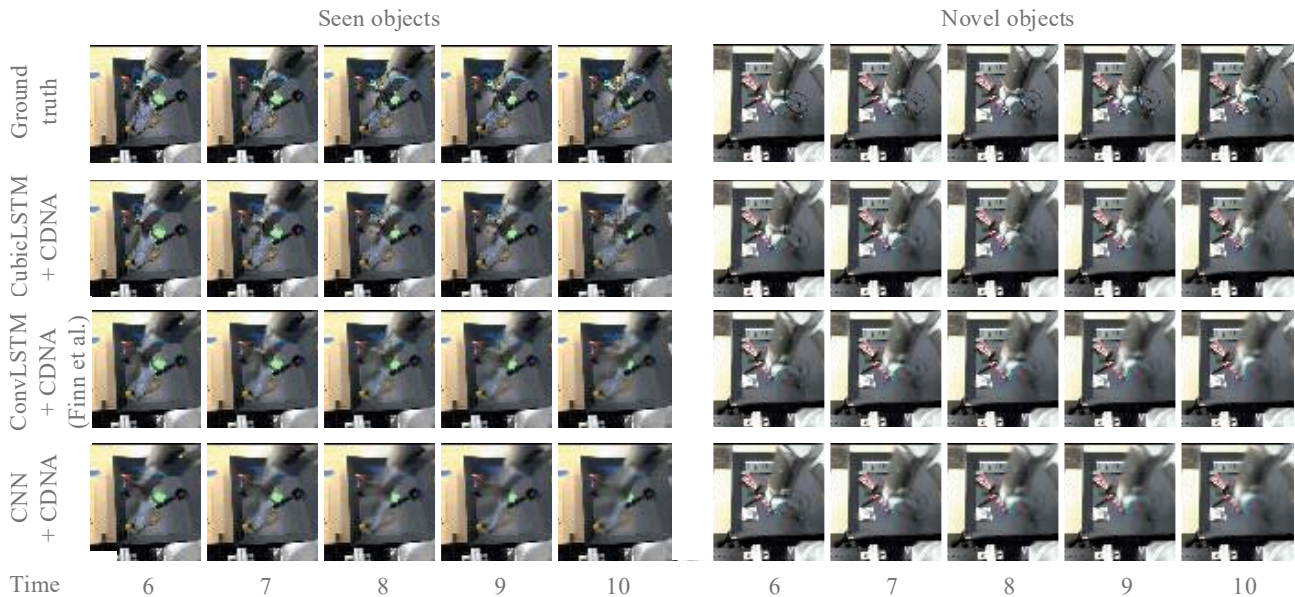 Seen objects
Novel objects
Ground
truth
CubicLSTM
+ CDNA
ConvLSTM
+ CDNA
(Finn et al.)
CNN
+ CDNA
Time 6 7 8 9 10 6 7 8 9 10